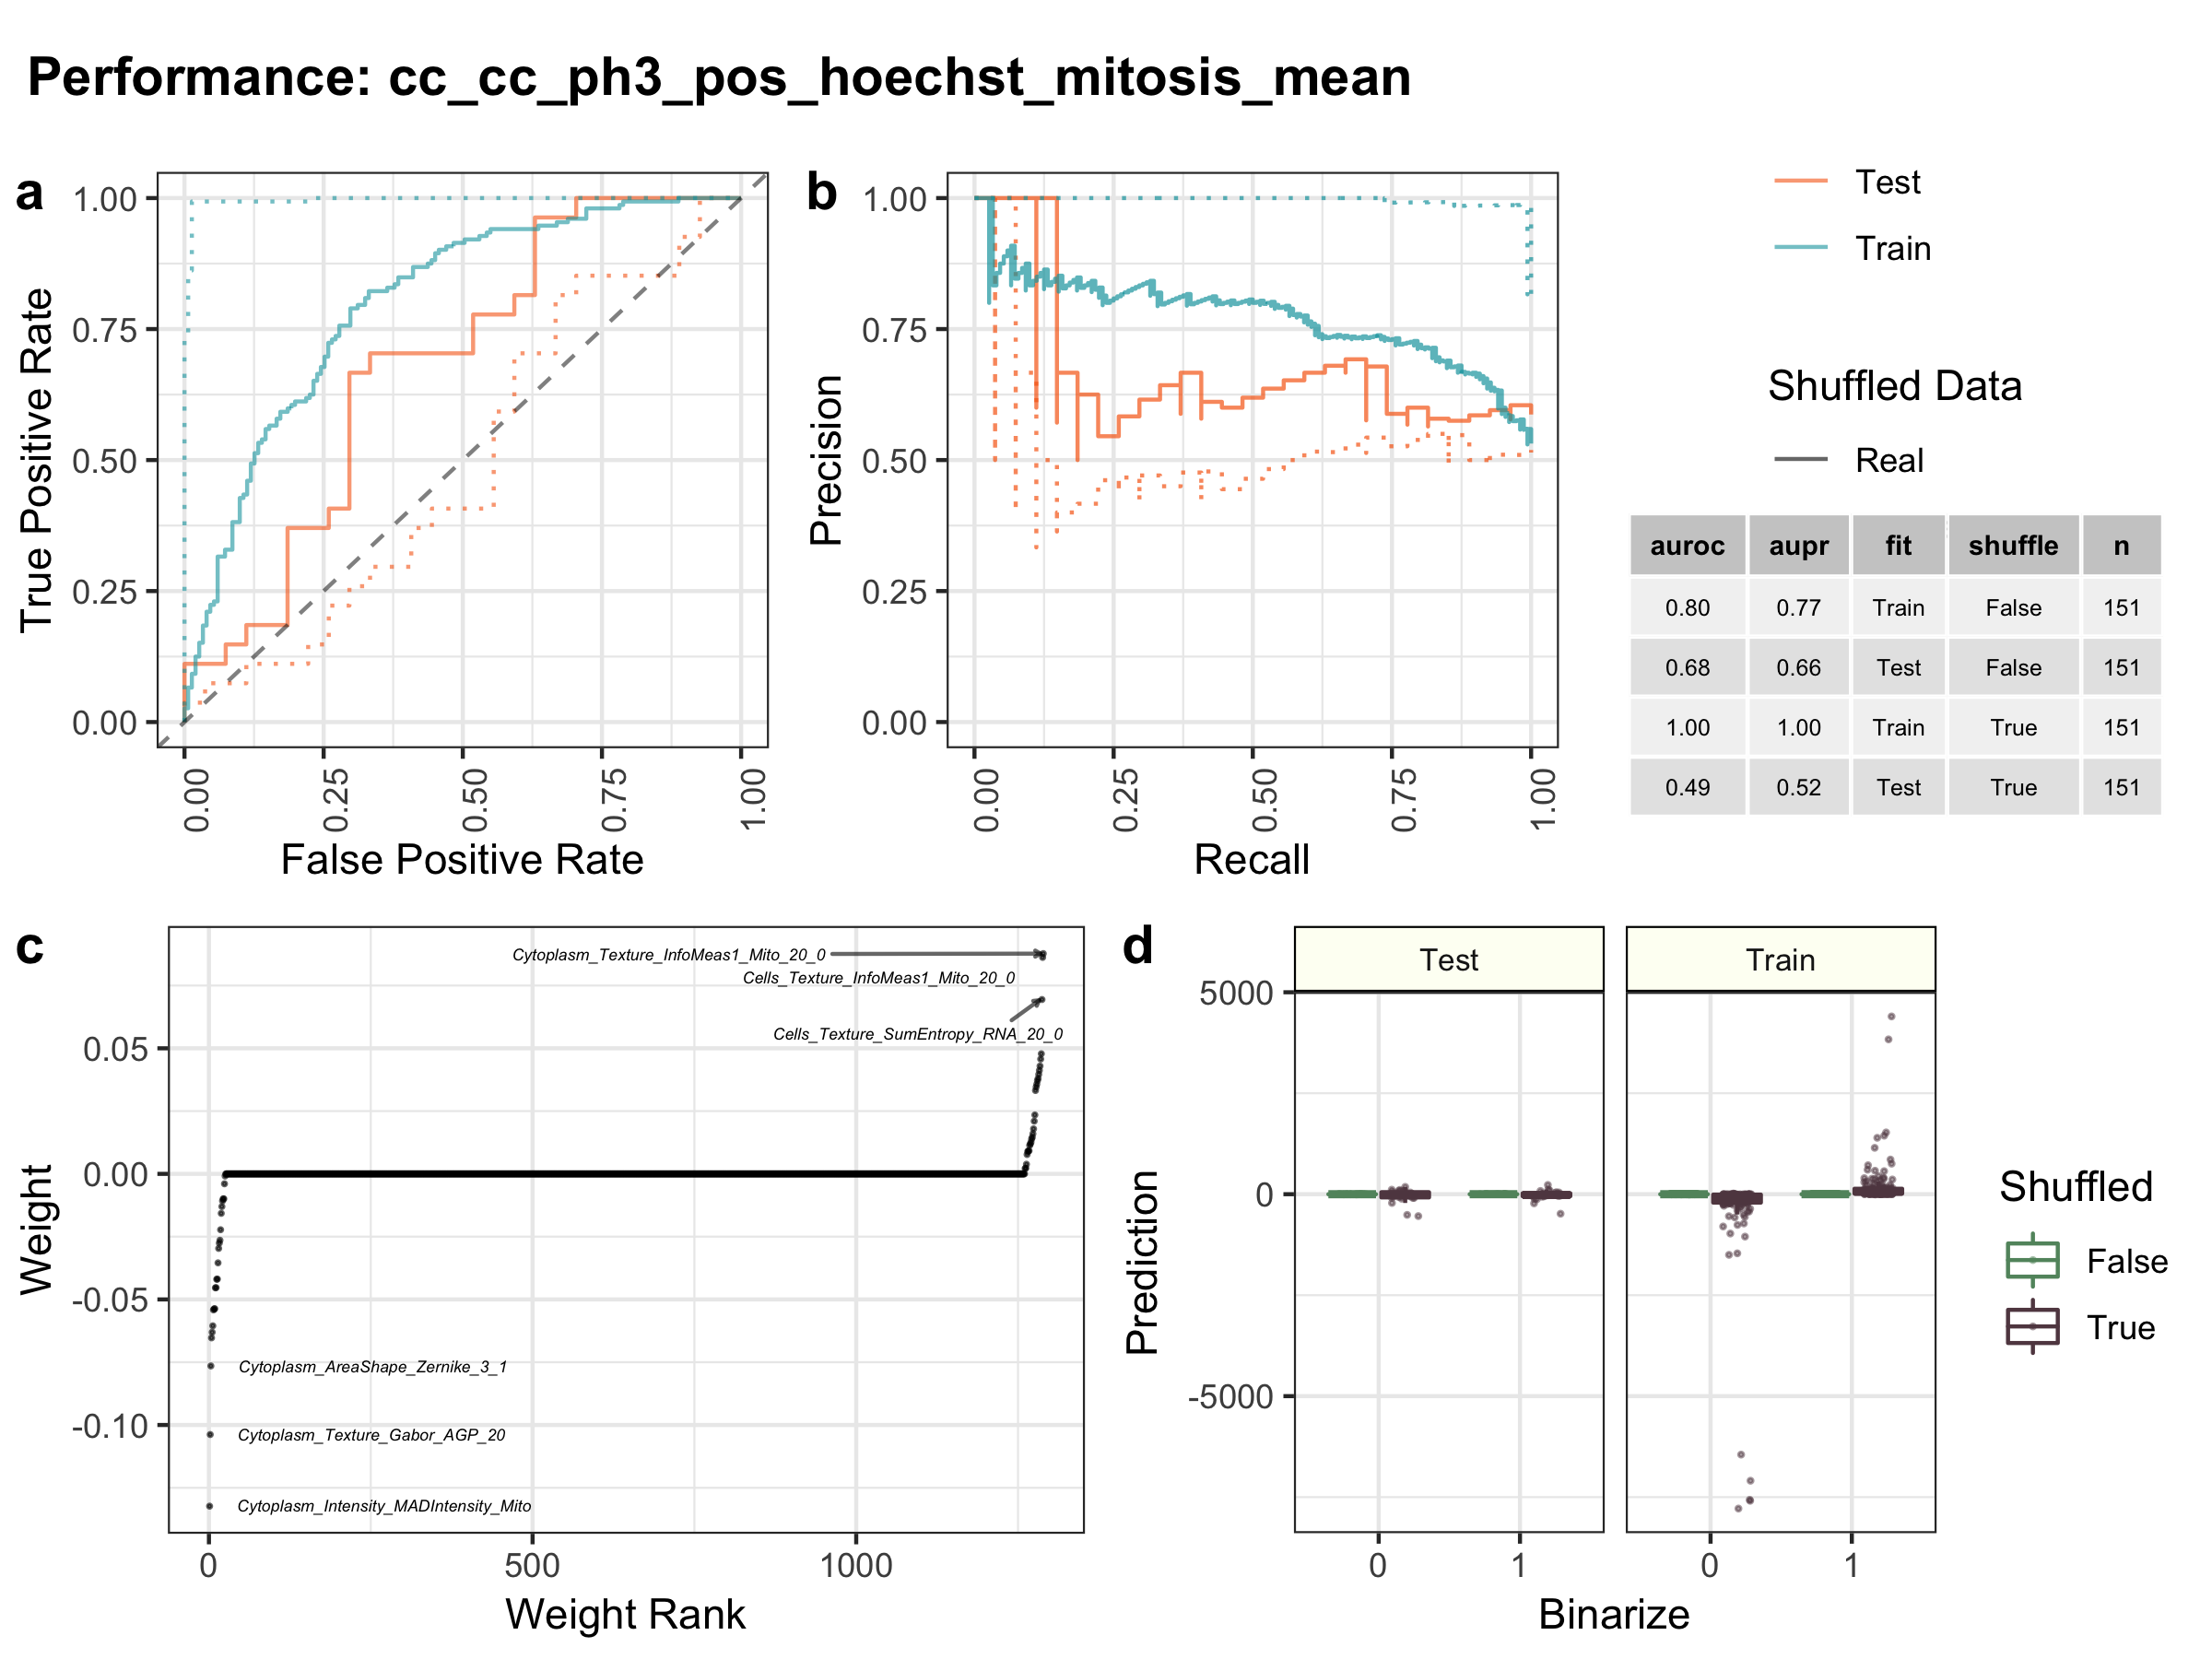 Performance: cc_cc_ph3_pos_hoechst_mitosis_mean
a
True Positive Rate
1.00
0.75
0.50
0.25
0.00
0.00
0.25
0.50
0.75
1.00
False Positive Rate
b
Precision
1.00
0.75
0.50
0.25
0.00
0.00
0.25
0.50
0.75
1.00
Recall
Test
Train
Shuffled Data
Real
auroc aupr fit shuffle n
0.80 0.77 Train False 151
0.68 0.66 Test False 151
1.00 1.00 Train True 151
0.49 0.52 Test True 151
c
Weight
0.05
0.00
-0.05
-0.10
Cytoplasm_Texture_InfoMeas1_Mito_20_0
Cells_Texture_InfoMeas1_Mito_20_0
Cells_Texture_SumEntropy_RNA_20_0
Cytoplasm_AreaShape_Zernike_3_1
Cytoplasm_Texture_Gabor_AGP_20
Cytoplasm_Intensity_MADIntensity_Mito
0
500
1000
Weight Rank
d
Test
Train
Prediction
5000
0
-5000
0
1
0
1
Binarize
Shuffled
False
True